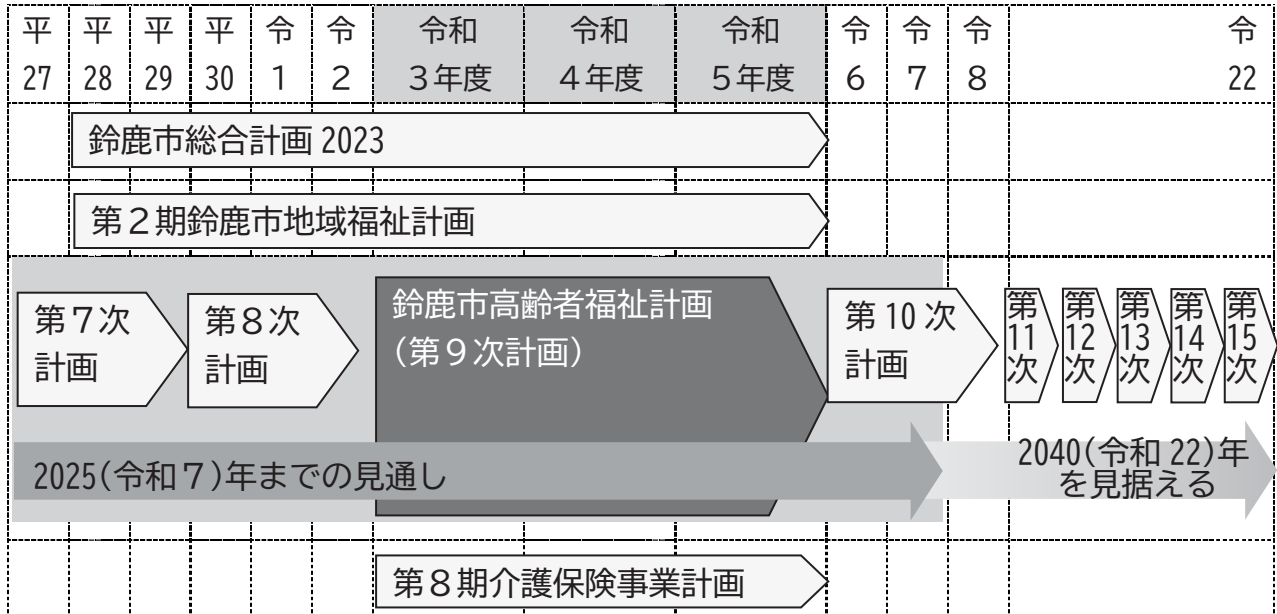 平 平 平 平 令 令 令和 令和 令和 令 令 令 令
27 28 29 30 1 2 3年度 4年度 5年度 6 7 8 22
鈴鹿市総合計画 2023
第2期鈴鹿市地域福祉計画
第7次
計画
第8次
計画
鈴鹿市高齢者福祉計画
(第9次計画)
第 10 次
計画
第
11
次
第
12
次
第
13
次
第
14
次
第
15
次
2025(令和7)年までの見通し
2040(令和 22)年
を見据える
第8期介護保険事業計画